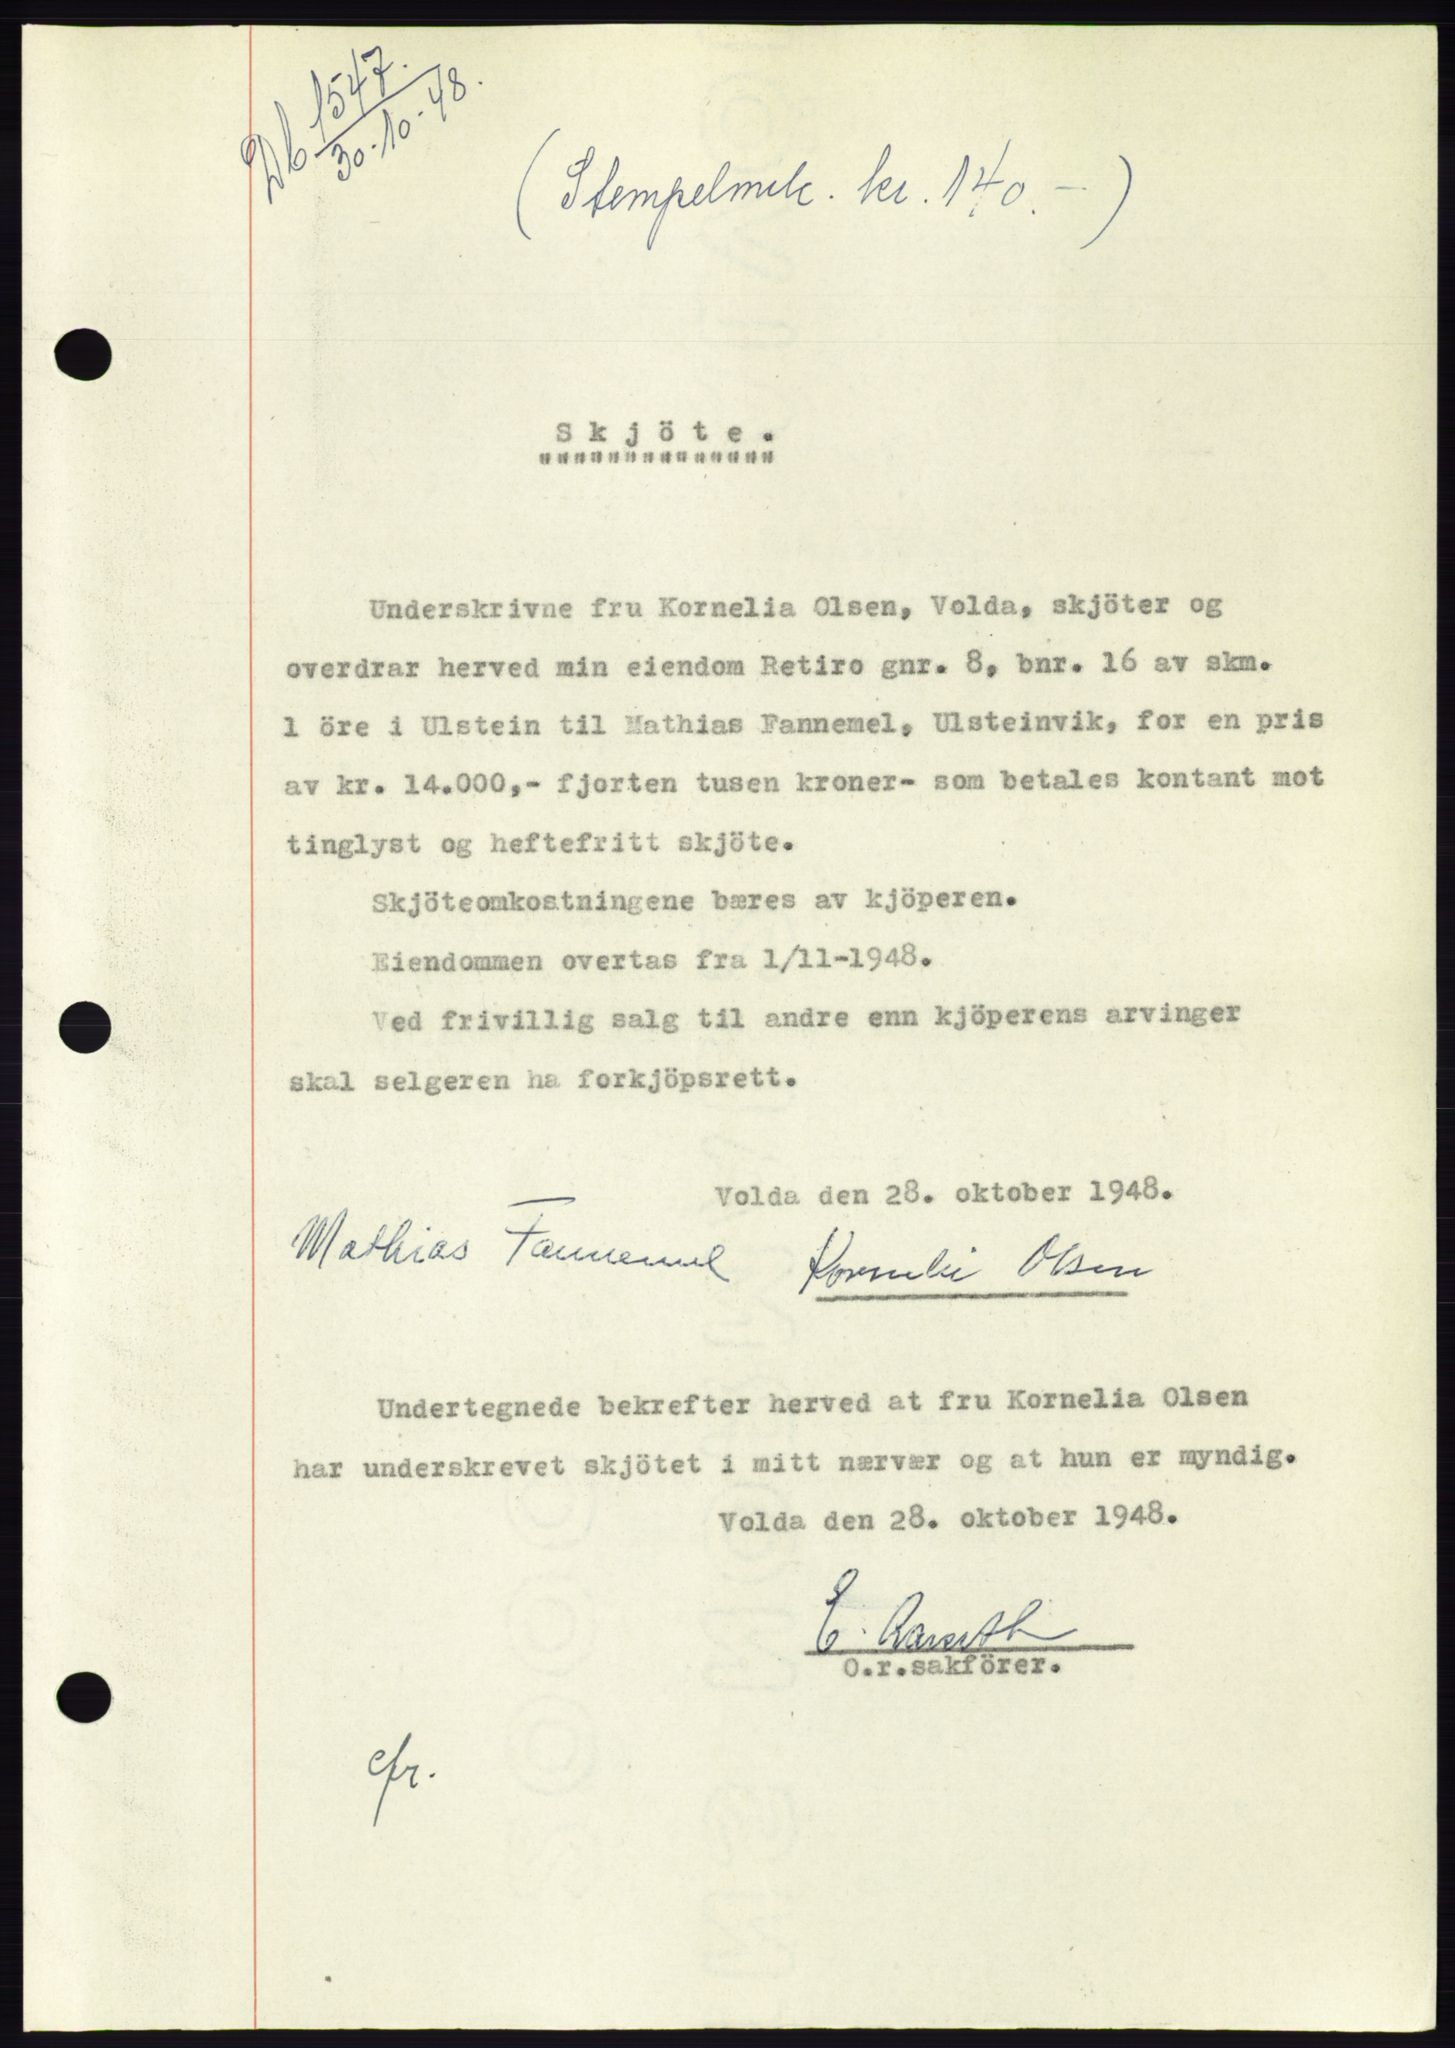 Db 1547.
30-10-48.
(Stempelmrk. kr. 140.-)
Skjöte.
""""""""""""""
Underskrivne fru Kornelia Olsen, Volda, skjöter og
overdrar herved min eiendom Retiro gnr. 8, bnr. 16 av skm.
1 öre i Ulstein til Mathias Fannemel, Ulsteinvik, for en pris
av kr. 14.000,- fjorten tusen kroner- som betales kontant mot
tinglyst og heftefritt skjöte.
Skjöteomkostningene bæres av kjöperen.
Eiendommen overtas fra 1/11-1948.
Ved frivillig salg til andre enn kjöperens arvinger
skal selgeren ha forkjöpsrett.
Volda den 28. oktober 1948.
Mathias Fannemel Kornelia Olsen
Undertegnede bekrefter herved at fru Kornelia Olsen
har underskrevet skjötet i mitt nærvær og at hun er myndig.
Volda den 28. oktober 1948.
E.
O.r.sakförer.
cfr.